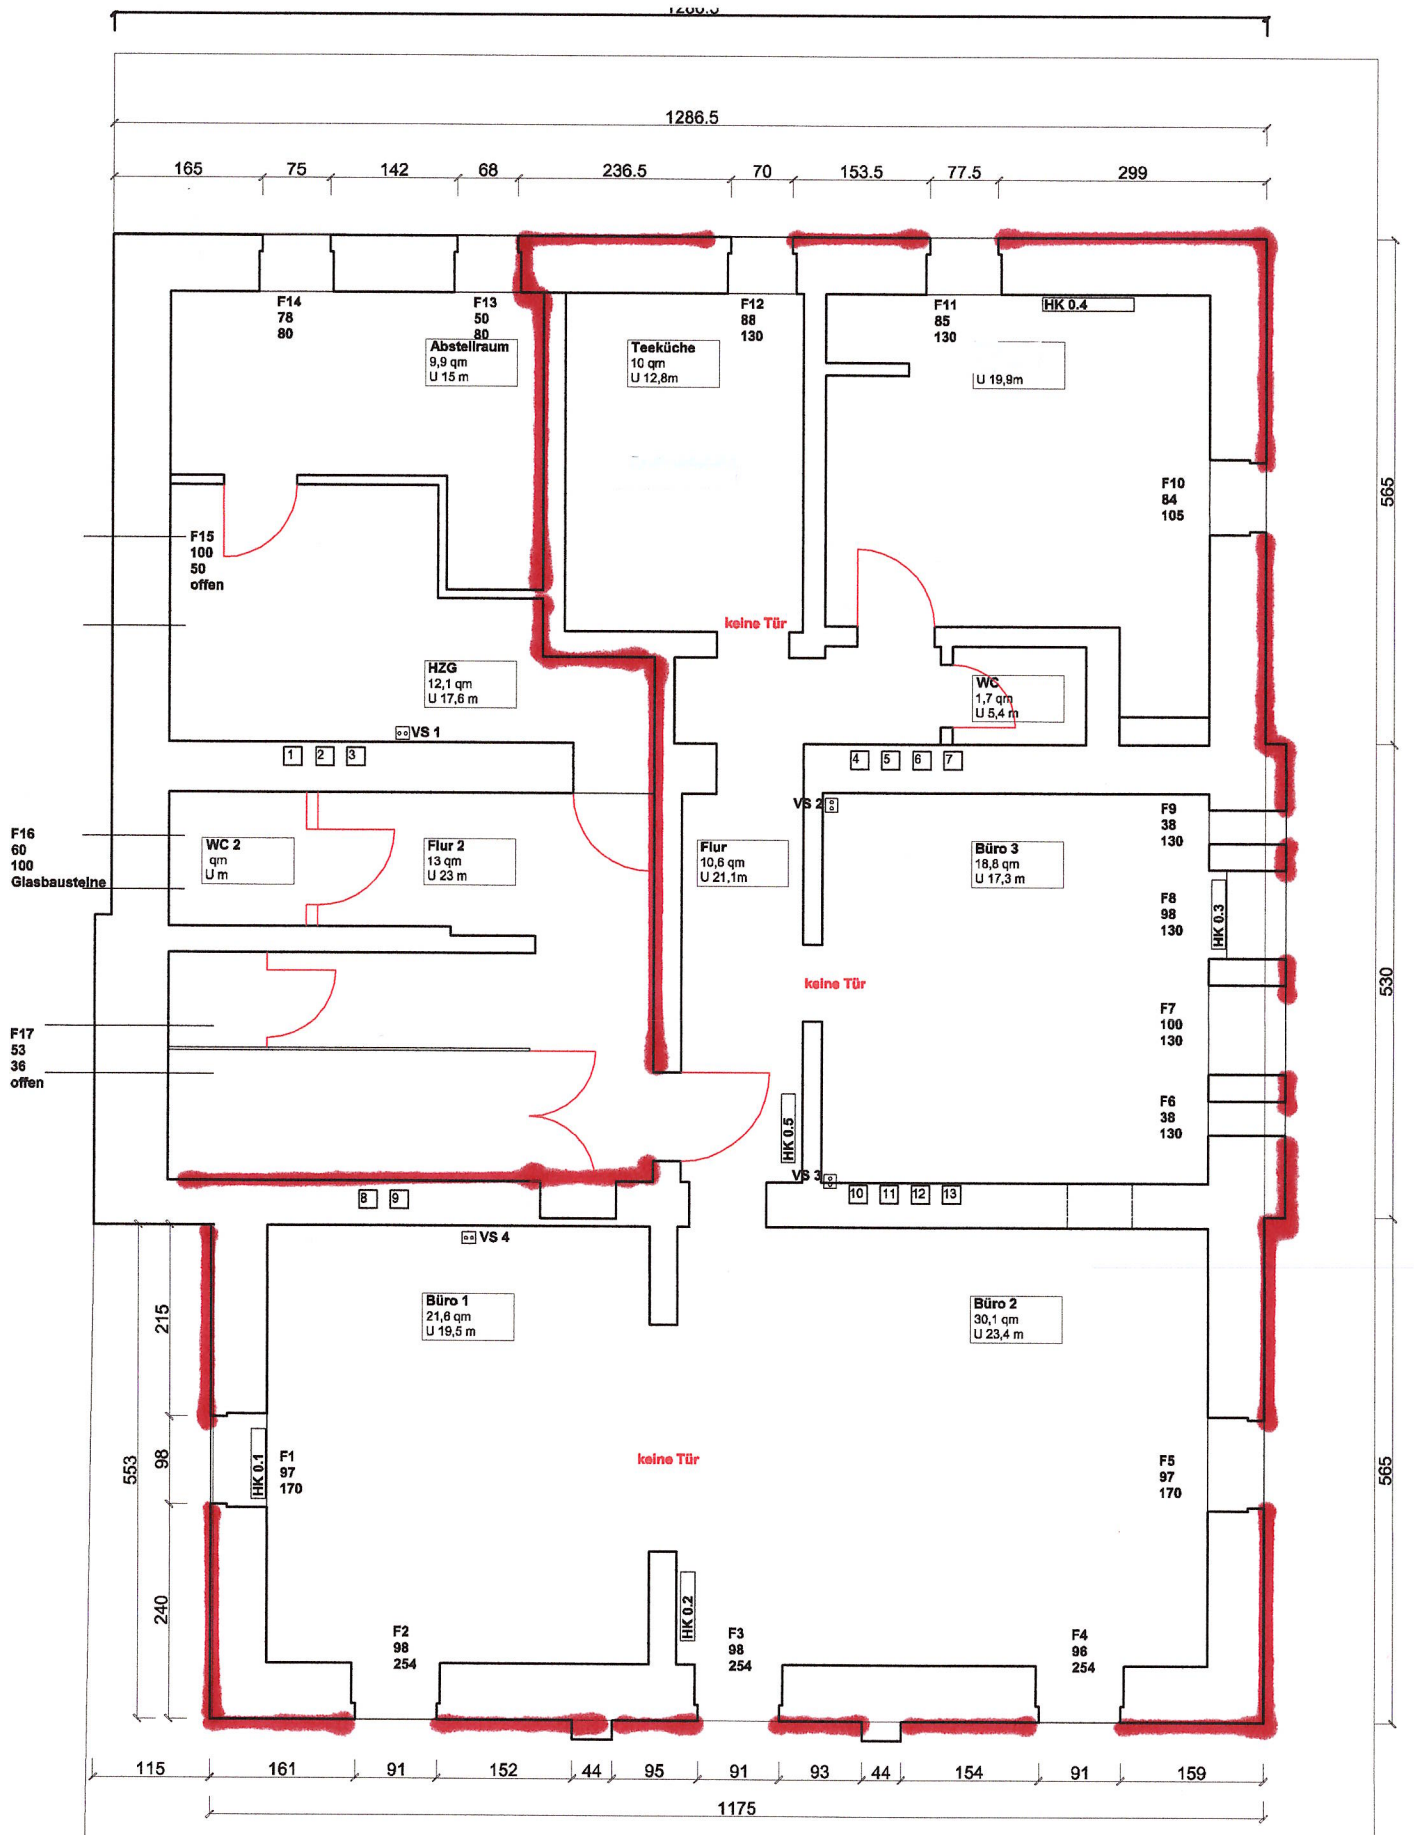 1286.5
1286.5
165 75 142 68 236.5 70 153.5 77.5 299
F14
78
80
F13
50
80
F12
88
130
F11
85
130
HK 0.4
Abstellraum
9,9 qm
U 15 m
Teeküche
10 qm
U 12,8m
U 19,9m
F10
84
105
565
F15
100
50
offen
keine Tür
HZG
12,1 qm
U 17,6 m
WC
1,7 qm
U 5,4 m
VS 1
1 2 3
4 5 6 7
VS 2
F9
38
130
F16
60
100
Glasbausteine
WC 2
qm
U m
Flur 2
13 qm
U 23 m
Flur
10,6 qm
U 21,1m
Büro 3
18,8 qm
U 17,3 m
F8
98
130
HK 0.3
keine Tür
530
F17
53
36
offen
F7
100
130
F6
38
130
HK 0.5
VS 3
8 9
10 11 12 13
VS 4
215
Büro 1
21,6 qm
U 19,5 m
Büro 2
30,1 qm
U 23,4 m
553
98
HK 0.1
F1
97
170
keine Tür
F5
97
170
565
240
HK 0.2
F2
98
254
F3
98
254
F4
96
254
115 161 91 152 44 95 91 93 44 154 91 159
1175